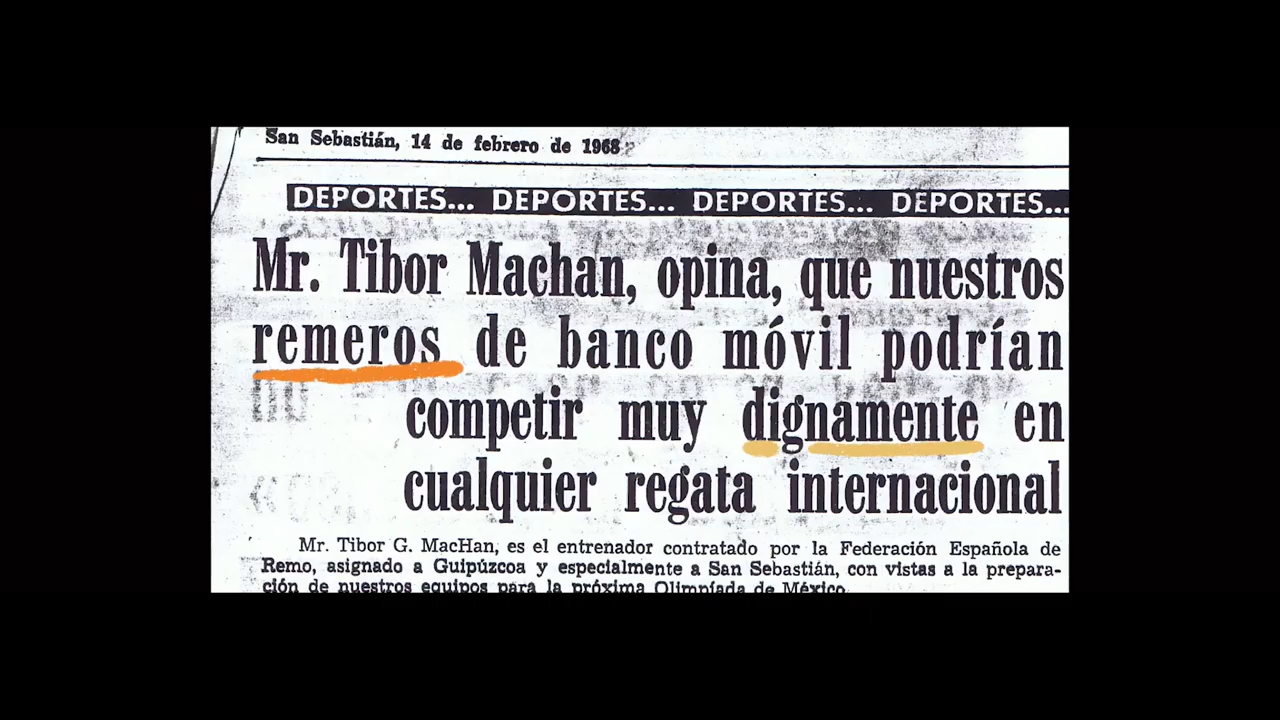 San Sebastián, 14 de febrero de 1968
DEPORTES... DEPORTES... DEPORTES... DEPORTES...
Mr. Tibor Machan, opina, que nuestros
remeros de banco móvil podrían
competir muy dignamente en
cualquier regata internacional
Mr. Tibor G. MacHan, es el entrenador contratado por la Federación Española de
Remo, asignado a Guipúzcoa y especialmente a San Sebastián, con vistas a la prepara-
ción de nuestros equipos para la próxima Olimpíada de México.